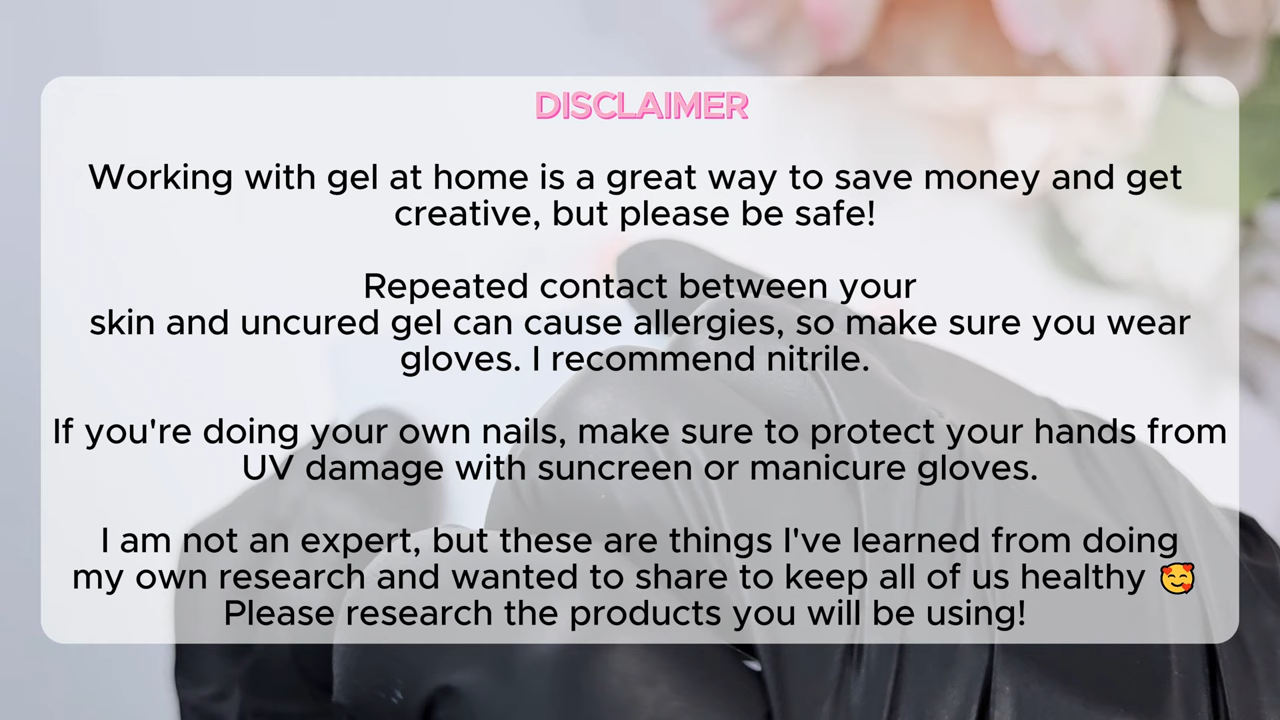 DISCLAIMER
Working with gel at home is a great way to save money and get
creative, but please be safe!
Repeated contact between your
skin and uncured gel can cause allergies, so make sure you wear
gloves. I recommend nitrile.
If you're doing your own nails, make sure to protect your hands from
UV damage with suncreen or manicure gloves.
I am not an expert, but these are things I've learned from doing
my own research and wanted to share to keep all of us healthy 🥰
Please research the products you will be using!